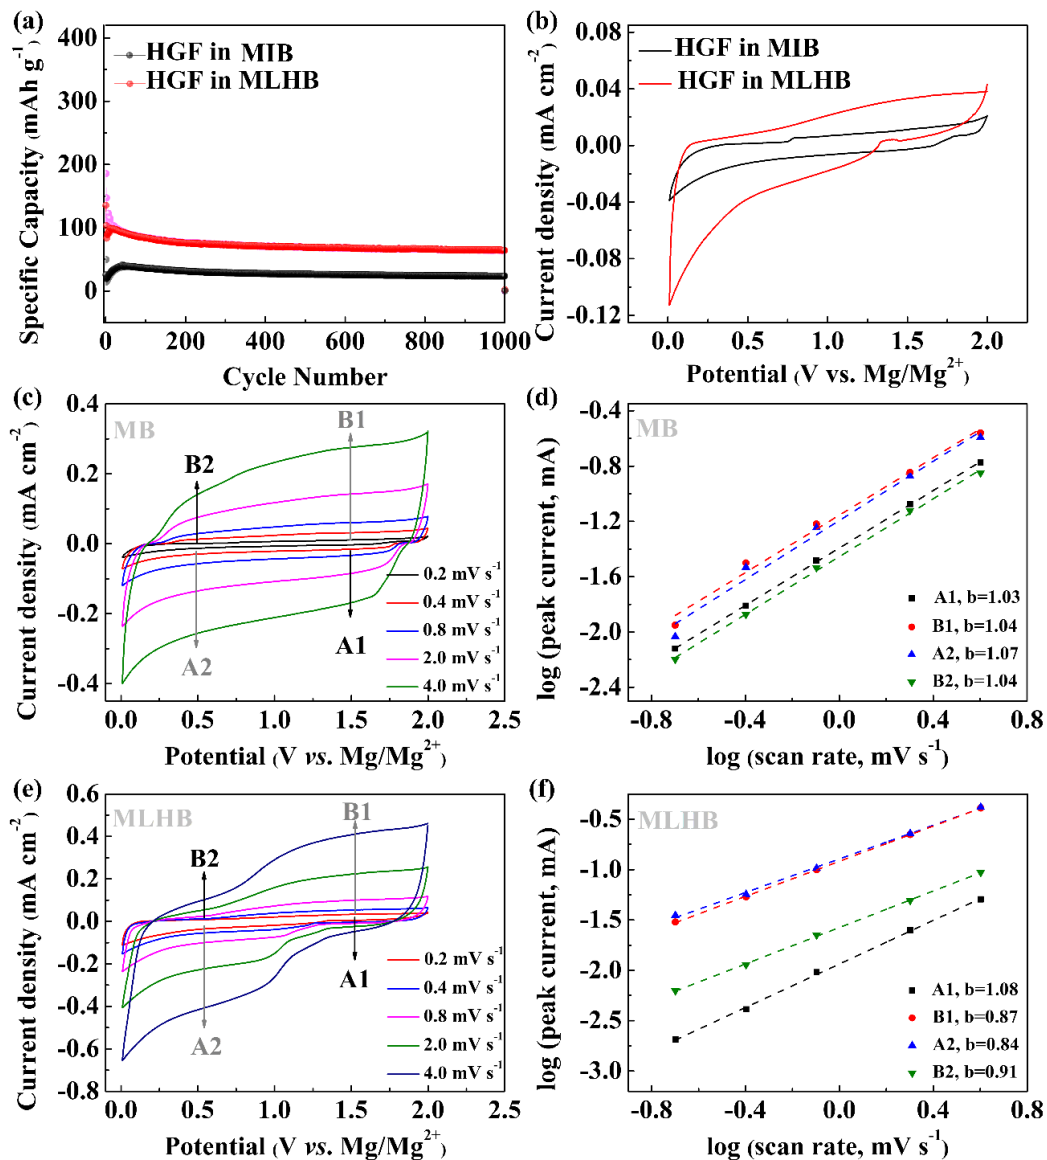 (a)
400
300
200
100
0
Specific Capacity (mAh g⁻¹)
HGF in MIB
HGF in MLHB
0 200 400 600 800 1000
Cycle Number
(b)
0.08
0.04
0.00
-0.04
-0.08
-0.12
Current density (mA cm⁻²)
HGF in MIB
HGF in MLHB
0.0 0.5 1.0 1.5 2.0
Potential (V vs. Mg/Mg²⁺)
(c)
0.4
0.2
0.0
-0.2
-0.4
Current density (mA cm⁻²)
MB
B1
B2
A2
A1
0.2 mV s⁻¹
0.4 mV s⁻¹
0.8 mV s⁻¹
2.0 mV s⁻¹
4.0 mV s⁻¹
0.0 0.5 1.0 1.5 2.0 2.5
Potential (V vs. Mg/Mg²⁺)
(d)
-0.4
-0.8
-1.2
-1.6
-2.0
-2.4
log (peak current, mA)
MB
A1, b=1.03
B1, b=1.04
A2, b=1.07
B2, b=1.04
-0.8 -0.4 0.0 0.4 0.8
log (scan rate, mV s⁻¹)
(e)
0.6
0.4
0.2
0.0
-0.2
-0.4
-0.6
-0.8
Current density (mA cm⁻²)
MLHB
B1
B2
A1
A2
0.2 mV s⁻¹
0.4 mV s⁻¹
0.8 mV s⁻¹
2.0 mV s⁻¹
4.0 mV s⁻¹
0.0 0.5 1.0 1.5 2.0 2.5
Potential (V vs. Mg/Mg²⁺)
(f)
-0.5
-1.0
-1.5
-2.0
-2.5
-3.0
log (peak current, mA)
MLHB
A1, b=1.08
B1, b=0.87
A2, b=0.84
B2, b=0.91
-0.8 -0.4 0.0 0.4 0.8
log (scan rate, mV s⁻¹)